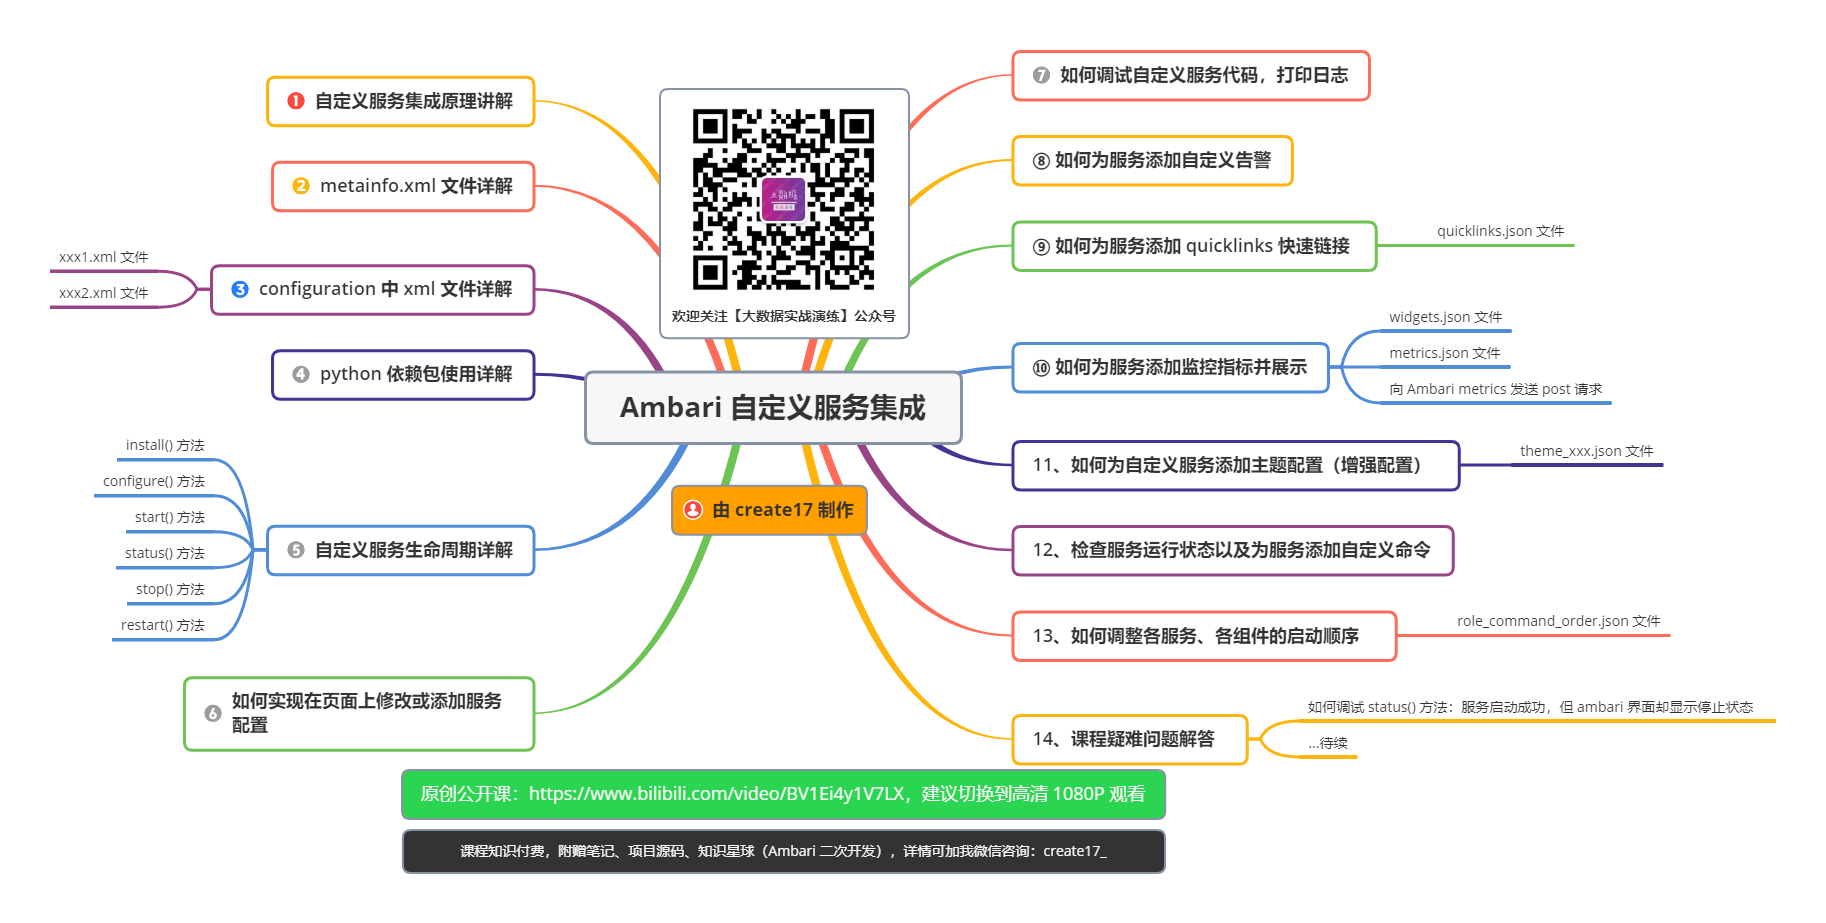 Ambari 自定义服务集成
欢迎关注【大数据实战演练】公众号
由 create17 制作
1 自定义服务集成原理讲解
2 metainfo.xml 文件详解
3 configuration 中 xml 文件详解
xxx1.xml 文件
xxx2.xml 文件
4 python 依赖包使用详解
5 自定义服务生命周期详解
install() 方法
configure() 方法
start() 方法
status() 方法
stop() 方法
restart() 方法
6 如何实现在页面上修改或添加服务
配置
7 如何调试自定义服务代码，打印日志
⑧ 如何为服务添加自定义告警
⑨ 如何为服务添加 quicklinks 快速链接
quicklinks.json 文件
⑩ 如何为服务添加监控指标并展示
widgets.json 文件
metrics.json 文件
向 Ambari metrics 发送 post 请求
11、如何为自定义服务添加主题配置（增强配置）
theme_xxx.json 文件
12、检查服务运行状态以及为服务添加自定义命令
13、如何调整各服务、各组件的启动顺序
role_command_order.json 文件
14、课程疑难问题解答
如何调试 status() 方法：服务启动成功，但 ambari 界面却显示停止状态
...待续
原创公开课：https://www.bilibili.com/video/BV1Ei4y1V7LX，建议切换到高清 1080P 观看
课程知识付费，附赠笔记、项目源码、知识星球（Ambari 二次开发），详情可加我微信咨询：create17_